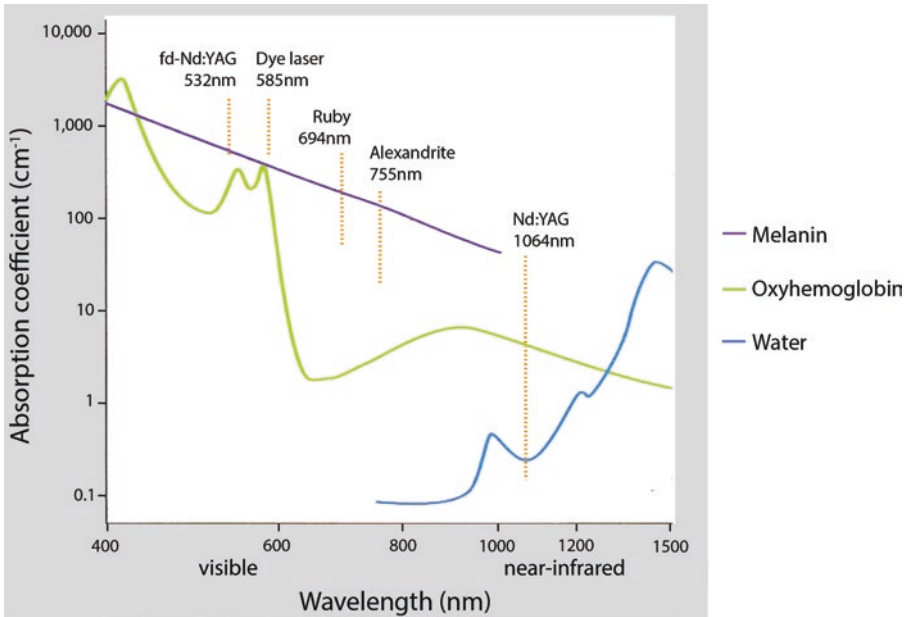 Absorption coefficient (cm⁻¹)
10,000
1,000
100
10
1
0.1
fd-Nd:YAG
532nm
Dye laser
585nm
Ruby
694nm
Alexandrite
755nm
Nd:YAG
1064nm
Melanin
Oxyhemoglobin
Water
400 600 800 1000 1200 1500
visible near-infrared
Wavelength (nm)